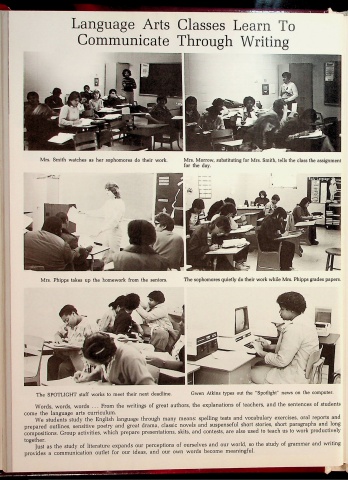 Language Arts Classes Learn To
Communicate Through Writing
Mrs. Smith watches as her sophomores do their work.
Mrs. Morrow, substituting for Mrs. Smith, tells the class the assignment
for the day.
Mrs. Phipps takes up the homework from the seniors.
The sophomores quietly do their work while Mrs. Phipps grades papers.
The SPOTLIGHT staff works to meet their next deadline.
Gwen Atkins types out the "Spotlight" news on the computer.
Words, words, words ... From the writings of great authors, the explanations of teachers, and the sentences of students
come the language arts curriculum.
We students study the English language through many means: spelling tests and vocabulary exercises, oral reports and
prepared outlines, sensitive poetry and great drama, classic novels and suspenseful short stories, short paragraphs and long
compositions. Group activities, which prepare presentations, skits, and contests, are also used to teach us to work productively
together.
Just as the study of literature expands our perceptions of ourselves and our world, so the study of grammar and writing
provides a communication outlet for our ideas, and our own words become meaningful.